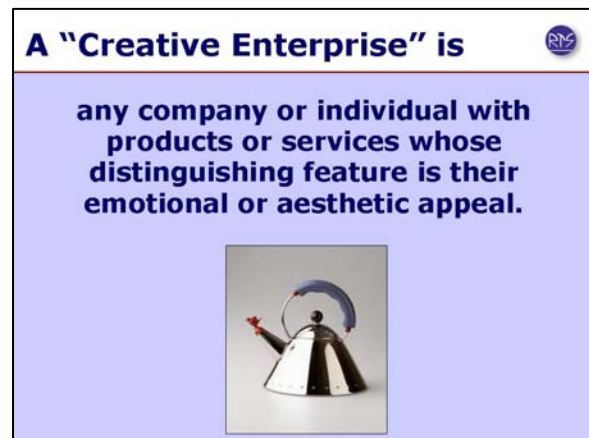 A “Creative Enterprise” is
RTS
any company or individual with
products or services whose
distinguishing feature is their
emotional or aesthetic appeal.